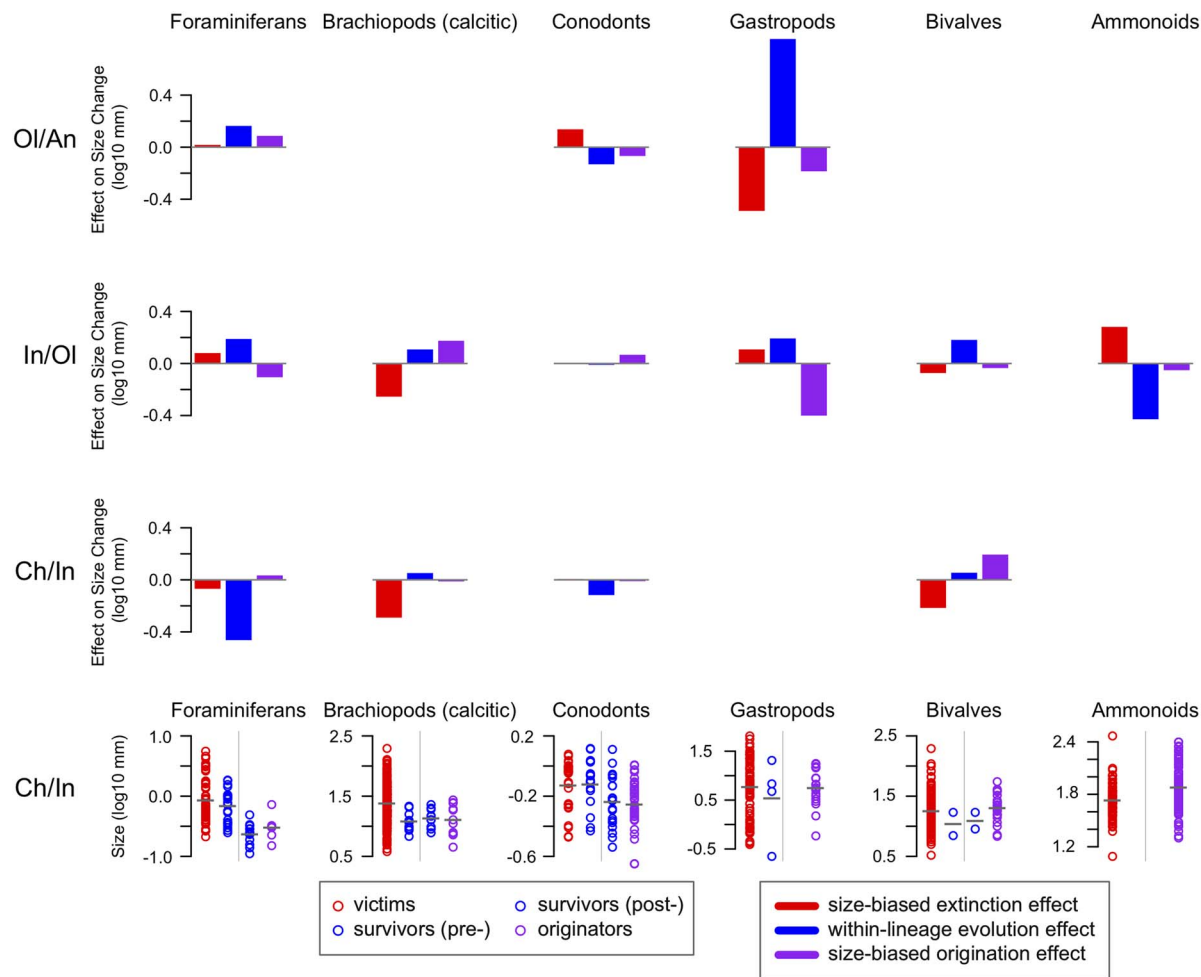 Foraminiferans Brachiopods (calcitic) Conodonts Gastropods Bivalves Ammonoids
Ol/An
Effect on Size Change
(log10 mm)
0.4
0.0
-0.4
In/Ol
Effect on Size Change
(log10 mm)
0.4
0.0
-0.4
Ch/In
Effect on Size Change
(log10 mm)
0.4
0.0
-0.4
Foraminiferans Brachiopods (calcitic) Conodonts Gastropods Bivalves Ammonoids
Ch/In
Size (log10 mm)
1.0
0.0
-1.0
2.5
1.5
0.5
0.2
-0.2
-0.6
1.5
0.5
-0.5
2.5
1.5
0.5
2.4
1.8
1.2
victims
survivors (pre-)
survivors (post-)
originators
size-biased extinction effect
within-lineage evolution effect
size-biased origination effect